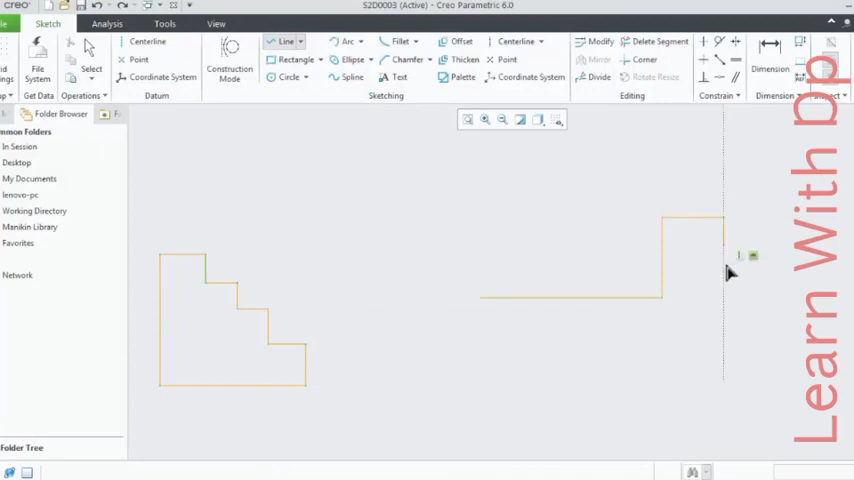 creo
S2D0003 (Active) - Creo Parametric 6.0
Sketch
Analysis
Tools
View
File System
Get Data
Select
Operations
Centerline
Point
Coordinate System
Datum
Construction Mode
Line
Rectangle
Circle
Arc
Ellipse
Spline
Fillet
Chamfer
Text
Offset
Thicken
Palette
Centerline
Point
Coordinate System
Sketching
Modify
Mirror
Divide
Delete Segment
Corner
Rotate Resize
Editing
Constrain
Dimension
Dimension
Folder Browser
In Session
Desktop
My Documents
lenovo-pc
Working Directory
Manikin Library
Favorites
Network
Learn With pp